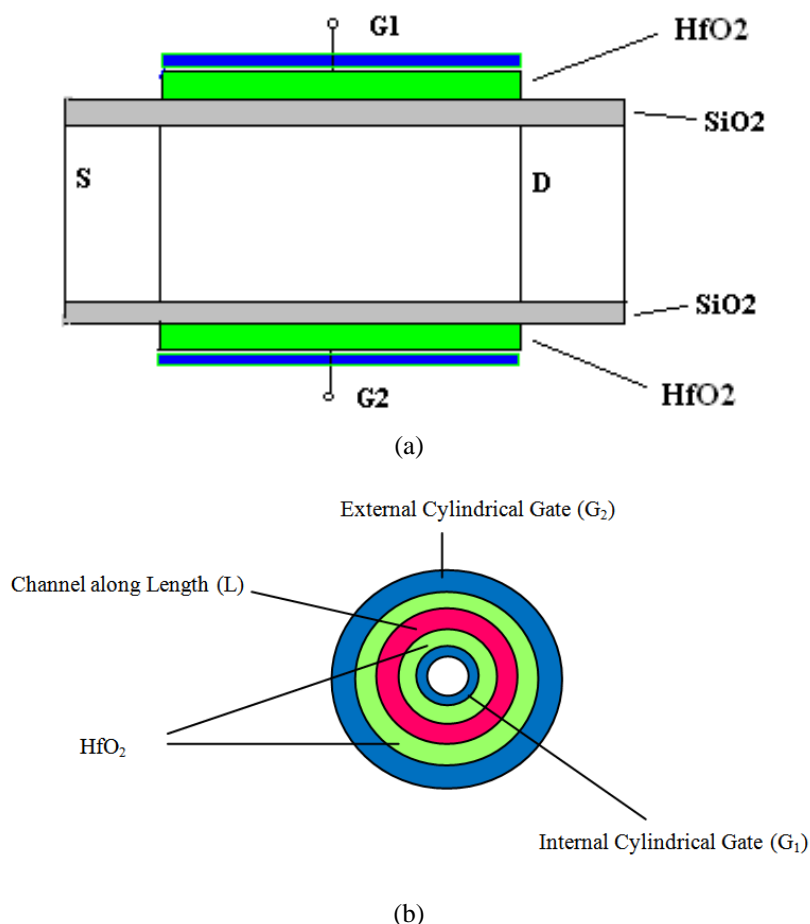 G1
HfO2
SiO2
S
D
SiO2
G2
HfO2
(a)
External Cylindrical Gate (G₂)
Channel along Length (L)
HfO₂
Internal Cylindrical Gate (G₁)
(b)